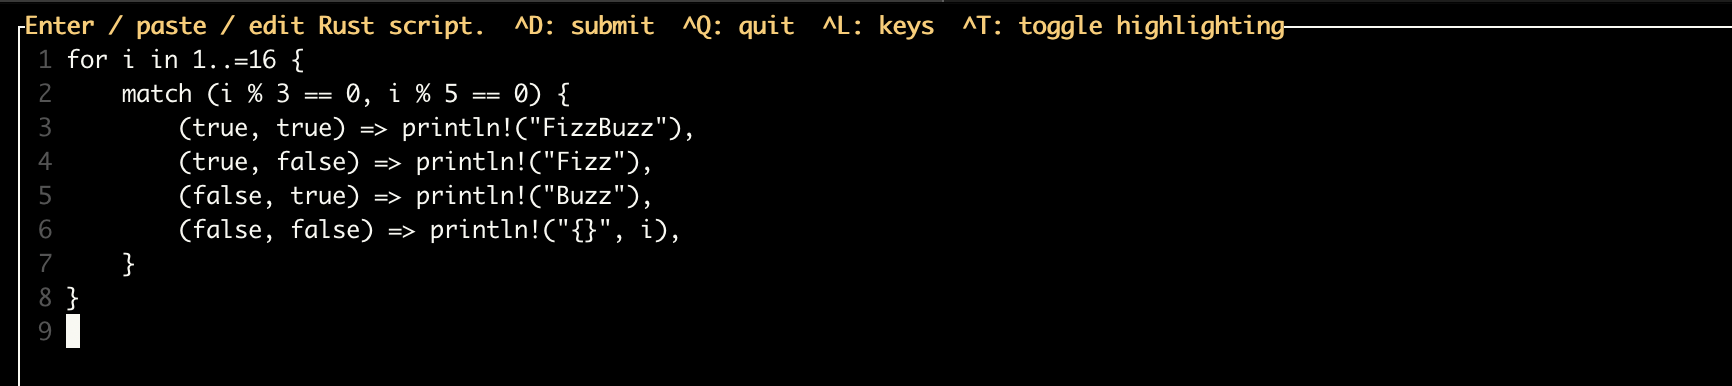 Enter / paste / edit Rust script.  ^D: submit  ^Q: quit  ^L: keys  ^T: toggle highlighting
1 for i in 1..=16 {
2     match (i % 3 == 0, i % 5 == 0) {
3         (true, true) => println!("FizzBuzz"),
4         (true, false) => println!("Fizz"),
5         (false, true) => println!("Buzz"),
6         (false, false) => println!("{}", i),
7     }
8 }
9